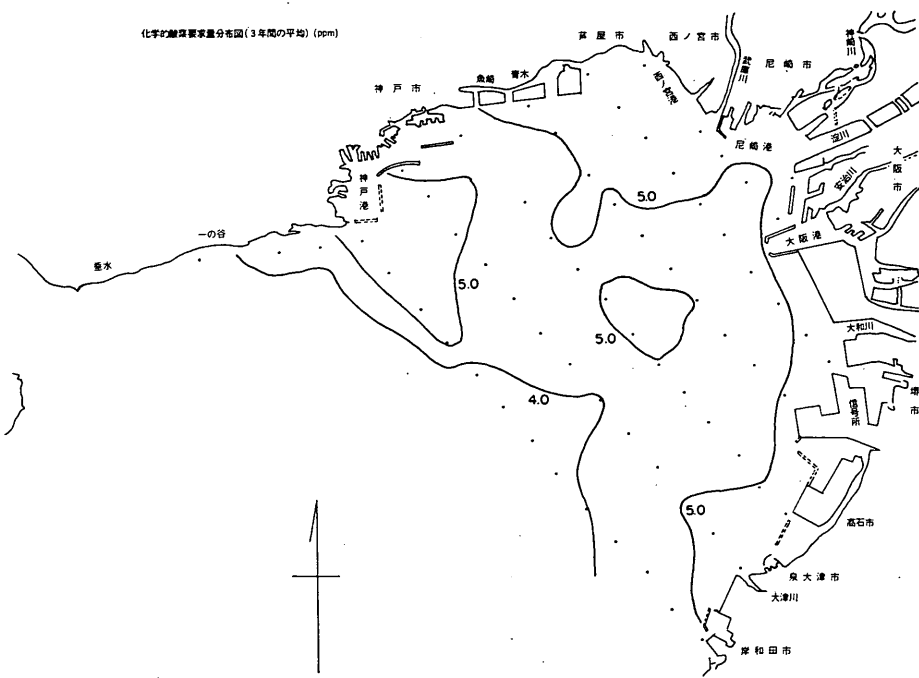 化学的酸素要求量分布図(3年間の平均) (ppm)
芦屋市
西ノ宮市
神崎川
尼崎市
武庫川
魚崎
青木
西ノ宮港
神戸市
尼崎港
淀川
大阪市
安治川
神戸港
5.0
大阪港
一の谷
垂水
5.0
5.0
大和川
4.0
信号所
堺市
5.0
高石市
泉大津市
大津川
岸和田市